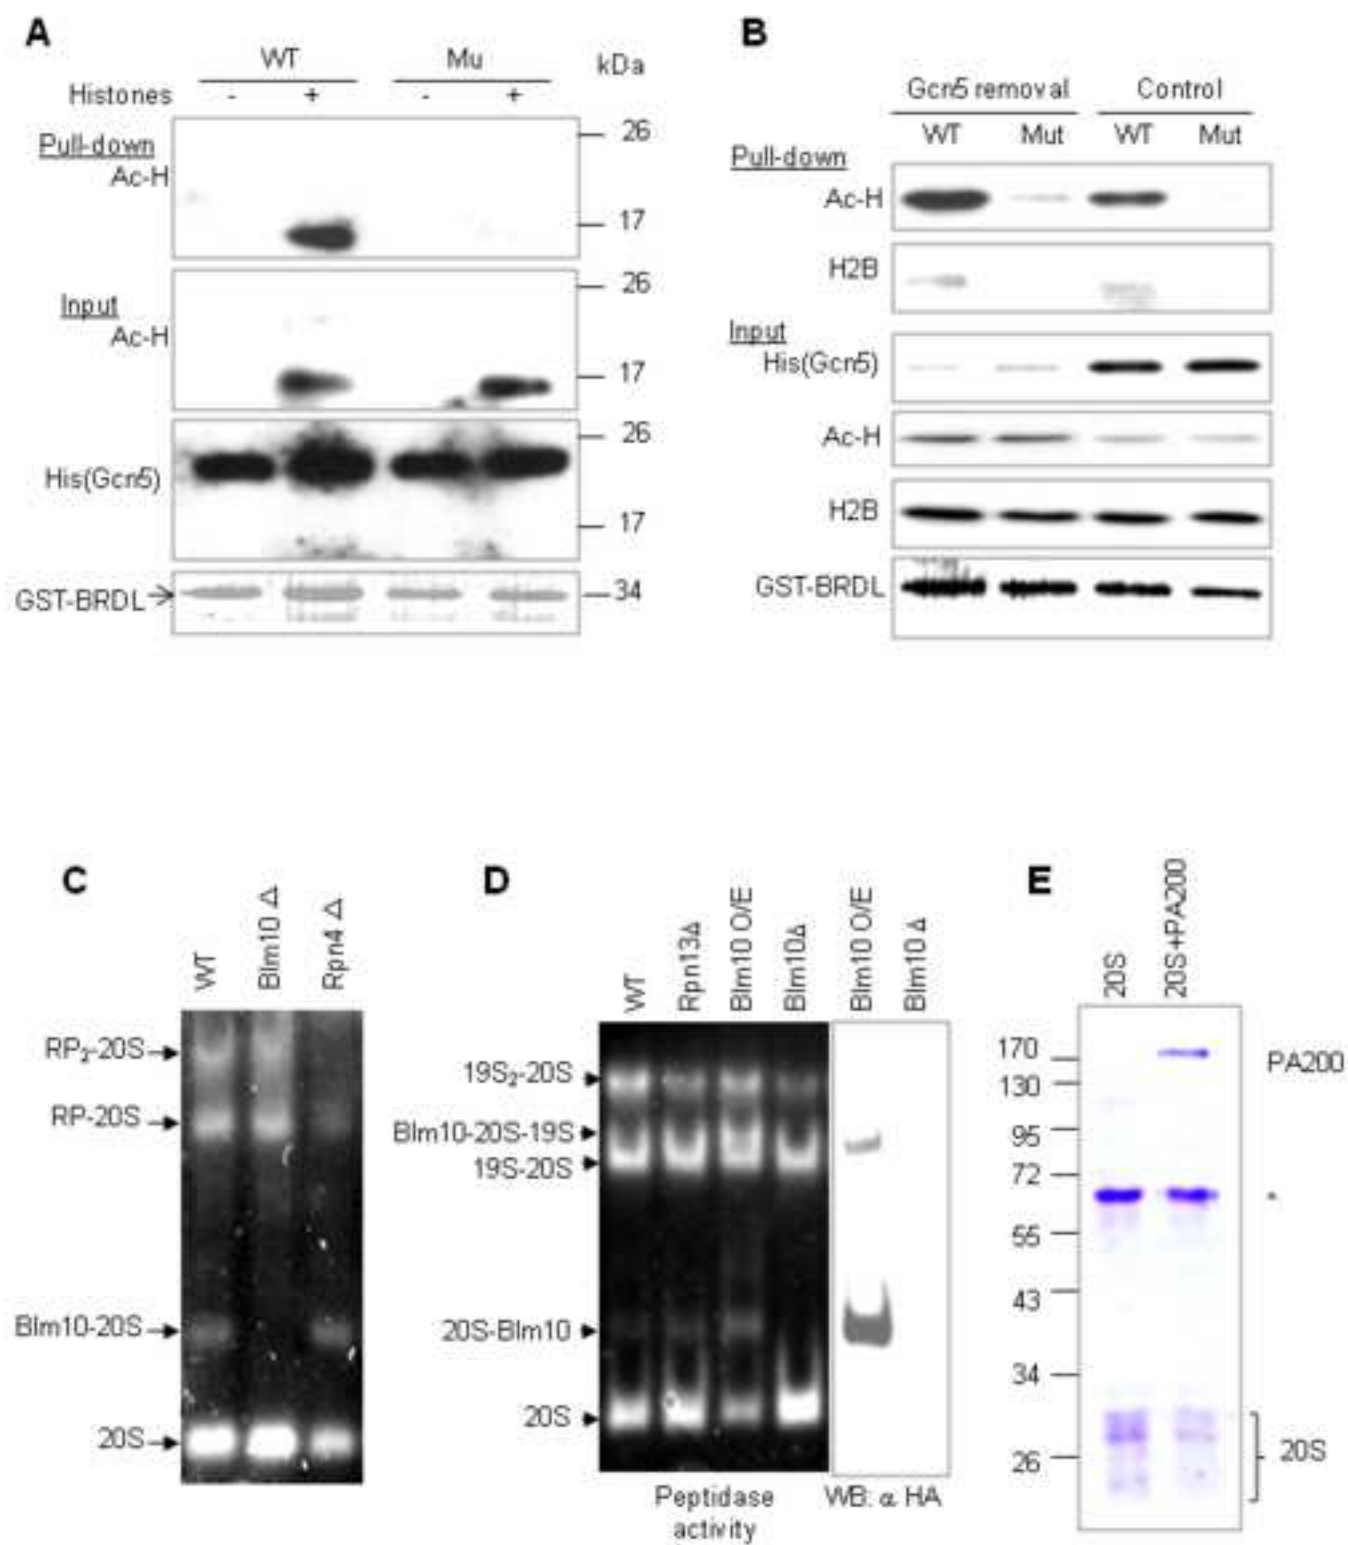 A
WT Mu kDa
Histones - + - +
Pull-down
Ac-H
26
17
Input
Ac-H
26
17
His(Gcn5)
26
17
GST-BRDL
34
B
Gcn5 removal Control
WT Mut WT Mut
Pull-down
Ac-H
H2B
Input
His(Gcn5)
Ac-H
H2B
GST-BRDL
C
WT
Blm10 Δ
Rpn4 Δ
RP₂-20S
RP-20S
Blm10-20S
20S
D
WT
Rpn13Δ
Blm10 O/E
Blm10Δ
Blm10 O/E
Blm10 Δ
19S₂-20S
Blm10-20S-19S
19S-20S
20S-Blm10
20S
Peptidase
activity
WB: α HA
E
20S
20S+PA200
170
130
95
72
55
43
34
26
PA200
*
20S